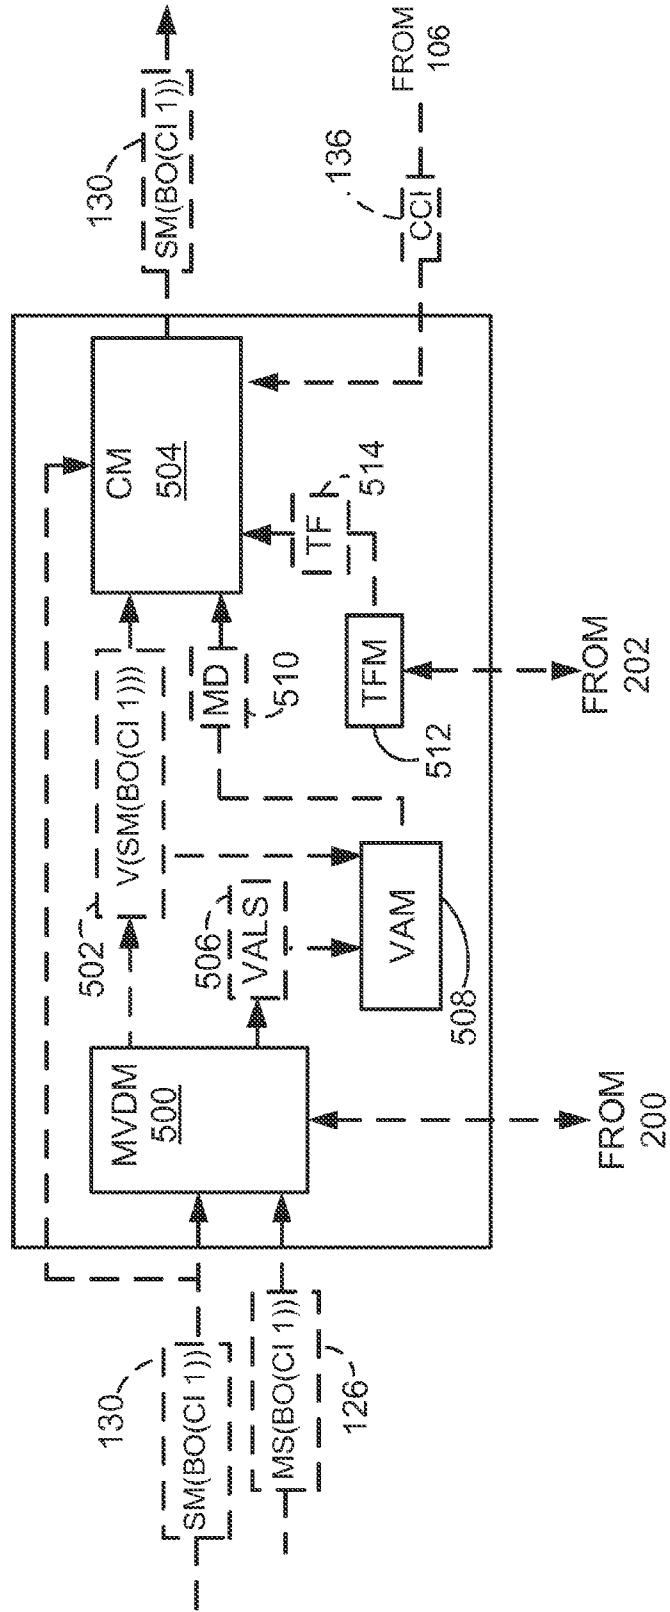 130
SM(BO(CI 1))
MS(BO(CI 1))
126
MVDM
500
FROM
200
502
V(SM(BO(CI 1)))
506
VALS
VAM
508
MD
510
TFM
512
FROM
202
TF
514
CM
504
130
SM(BO(CI 1))
136
CCI
FROM
106